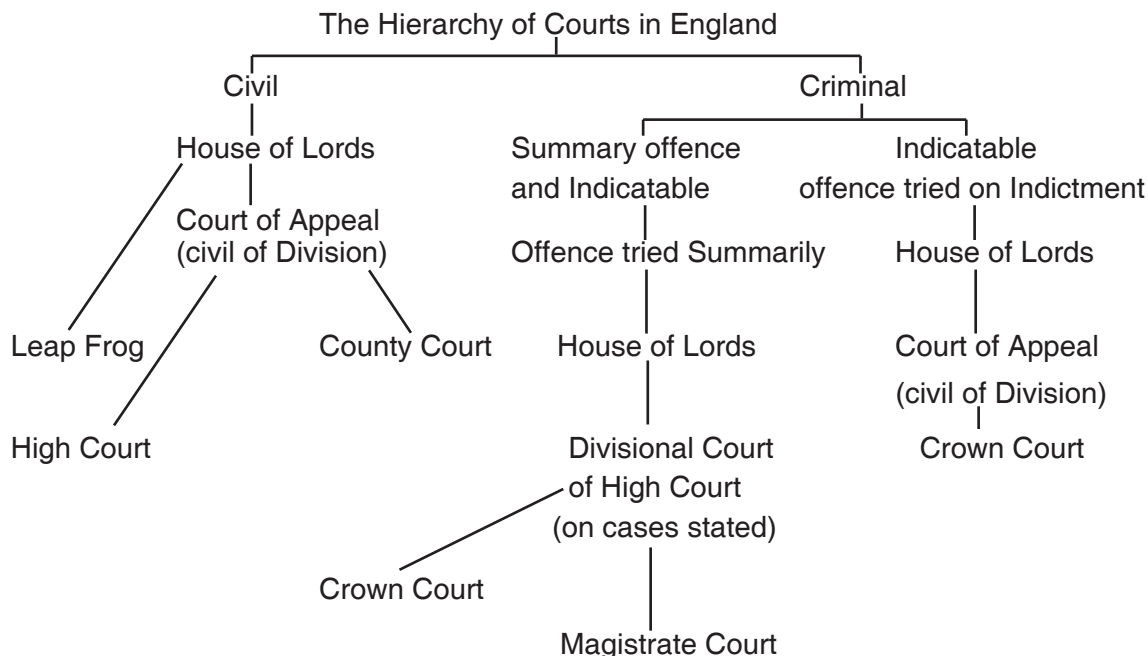 The Hierarchy of Courts in England
Civil
Criminal
House of Lords
Summary offence
and Indicatable
Indicatable
offence tried on Indictment
Court of Appeal
(civil of Division)
Offence tried Summarily
House of Lords
Leap Frog
County Court
House of Lords
Court of Appeal
(civil of Division)
High Court
Divisional Court
of High Court
(on cases stated)
Crown Court
Crown Court
Magistrate Court